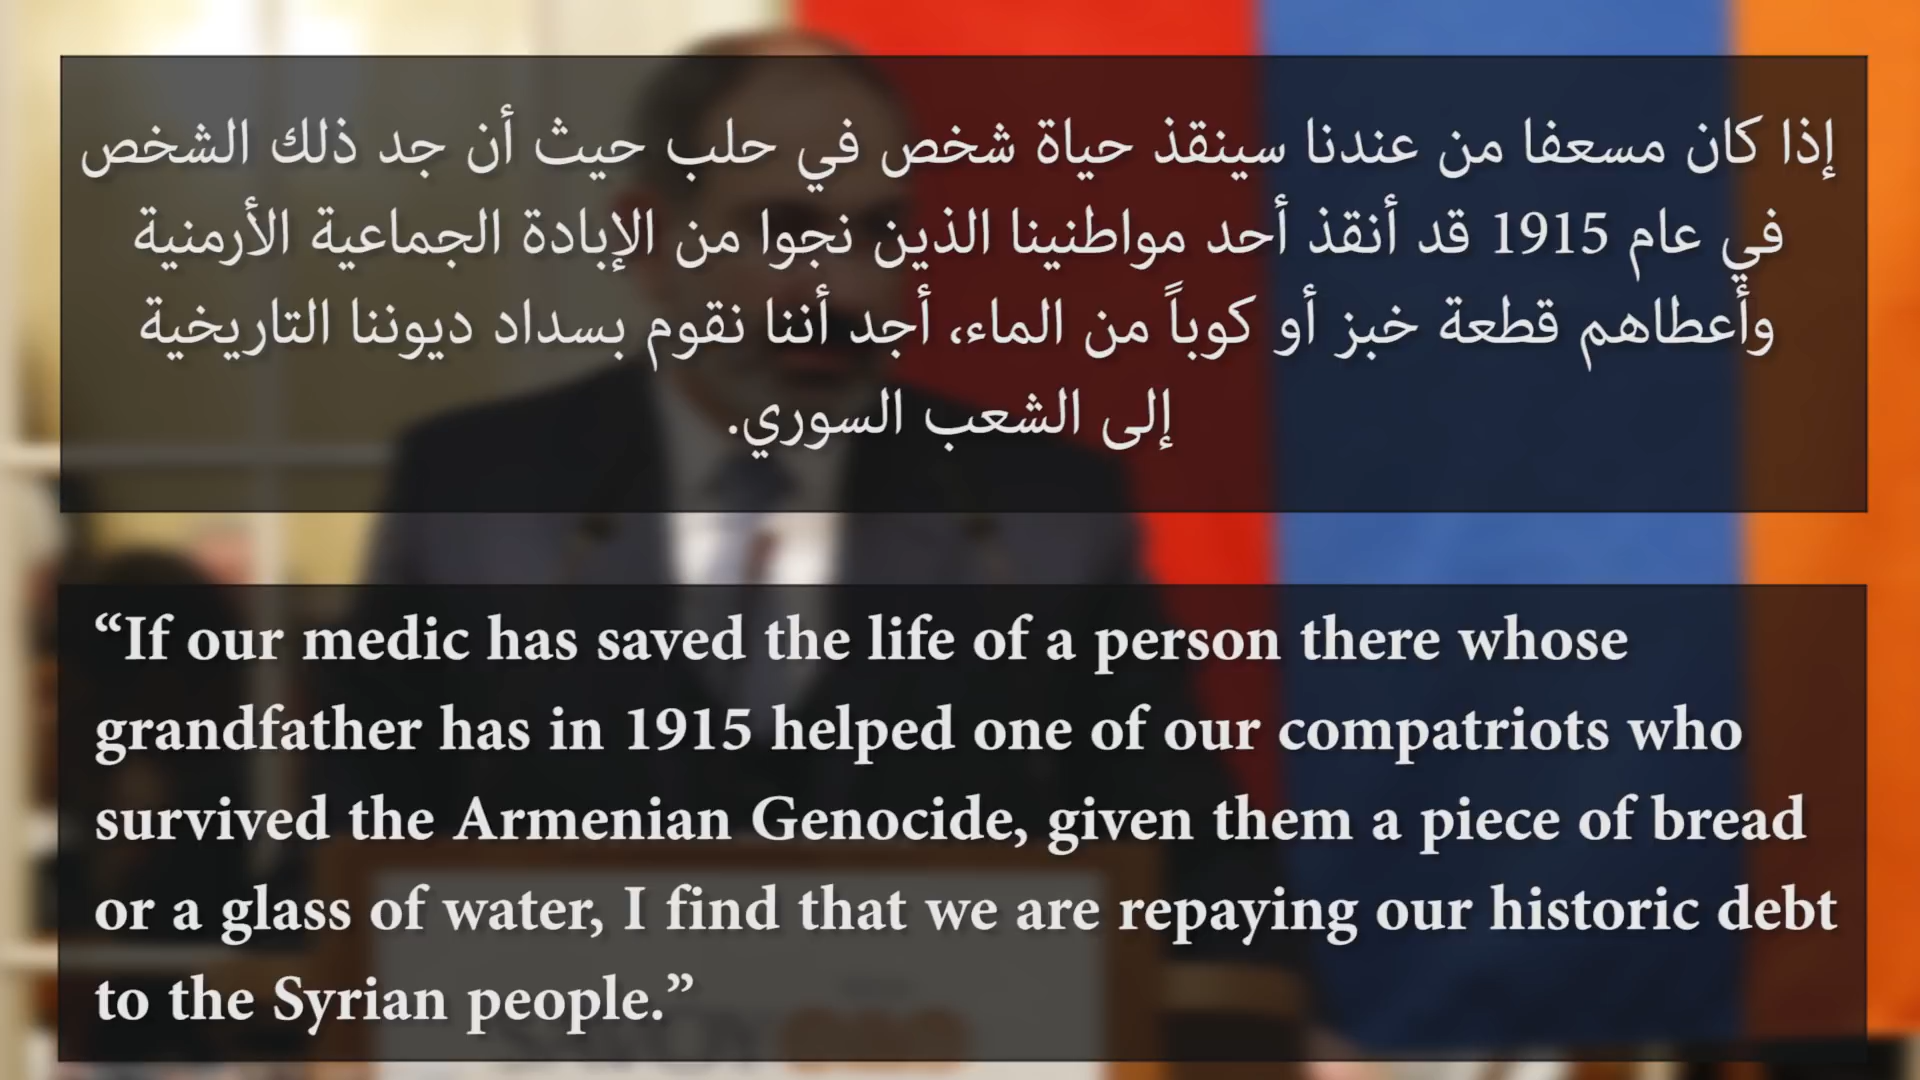 إذا كان مسعفا من عندنا سينقذ حياة شخص في حلب حيث أن جد ذلك الشخص
في عام 1915 قد أنقذ أحد مواطنينا الذين نجوا من الإبادة الجماعية الأرمنية
وأعطاهم قطعة خبز أو كوباً من الماء، أجد أننا نقوم بسداد ديوننا التاريخية
إلى الشعب السوري.
“If our medic has saved the life of a person there whose
grandfather has in 1915 helped one of our compatriots who
survived the Armenian Genocide, given them a piece of bread
or a glass of water, I find that we are repaying our historic debt
to the Syrian people.”